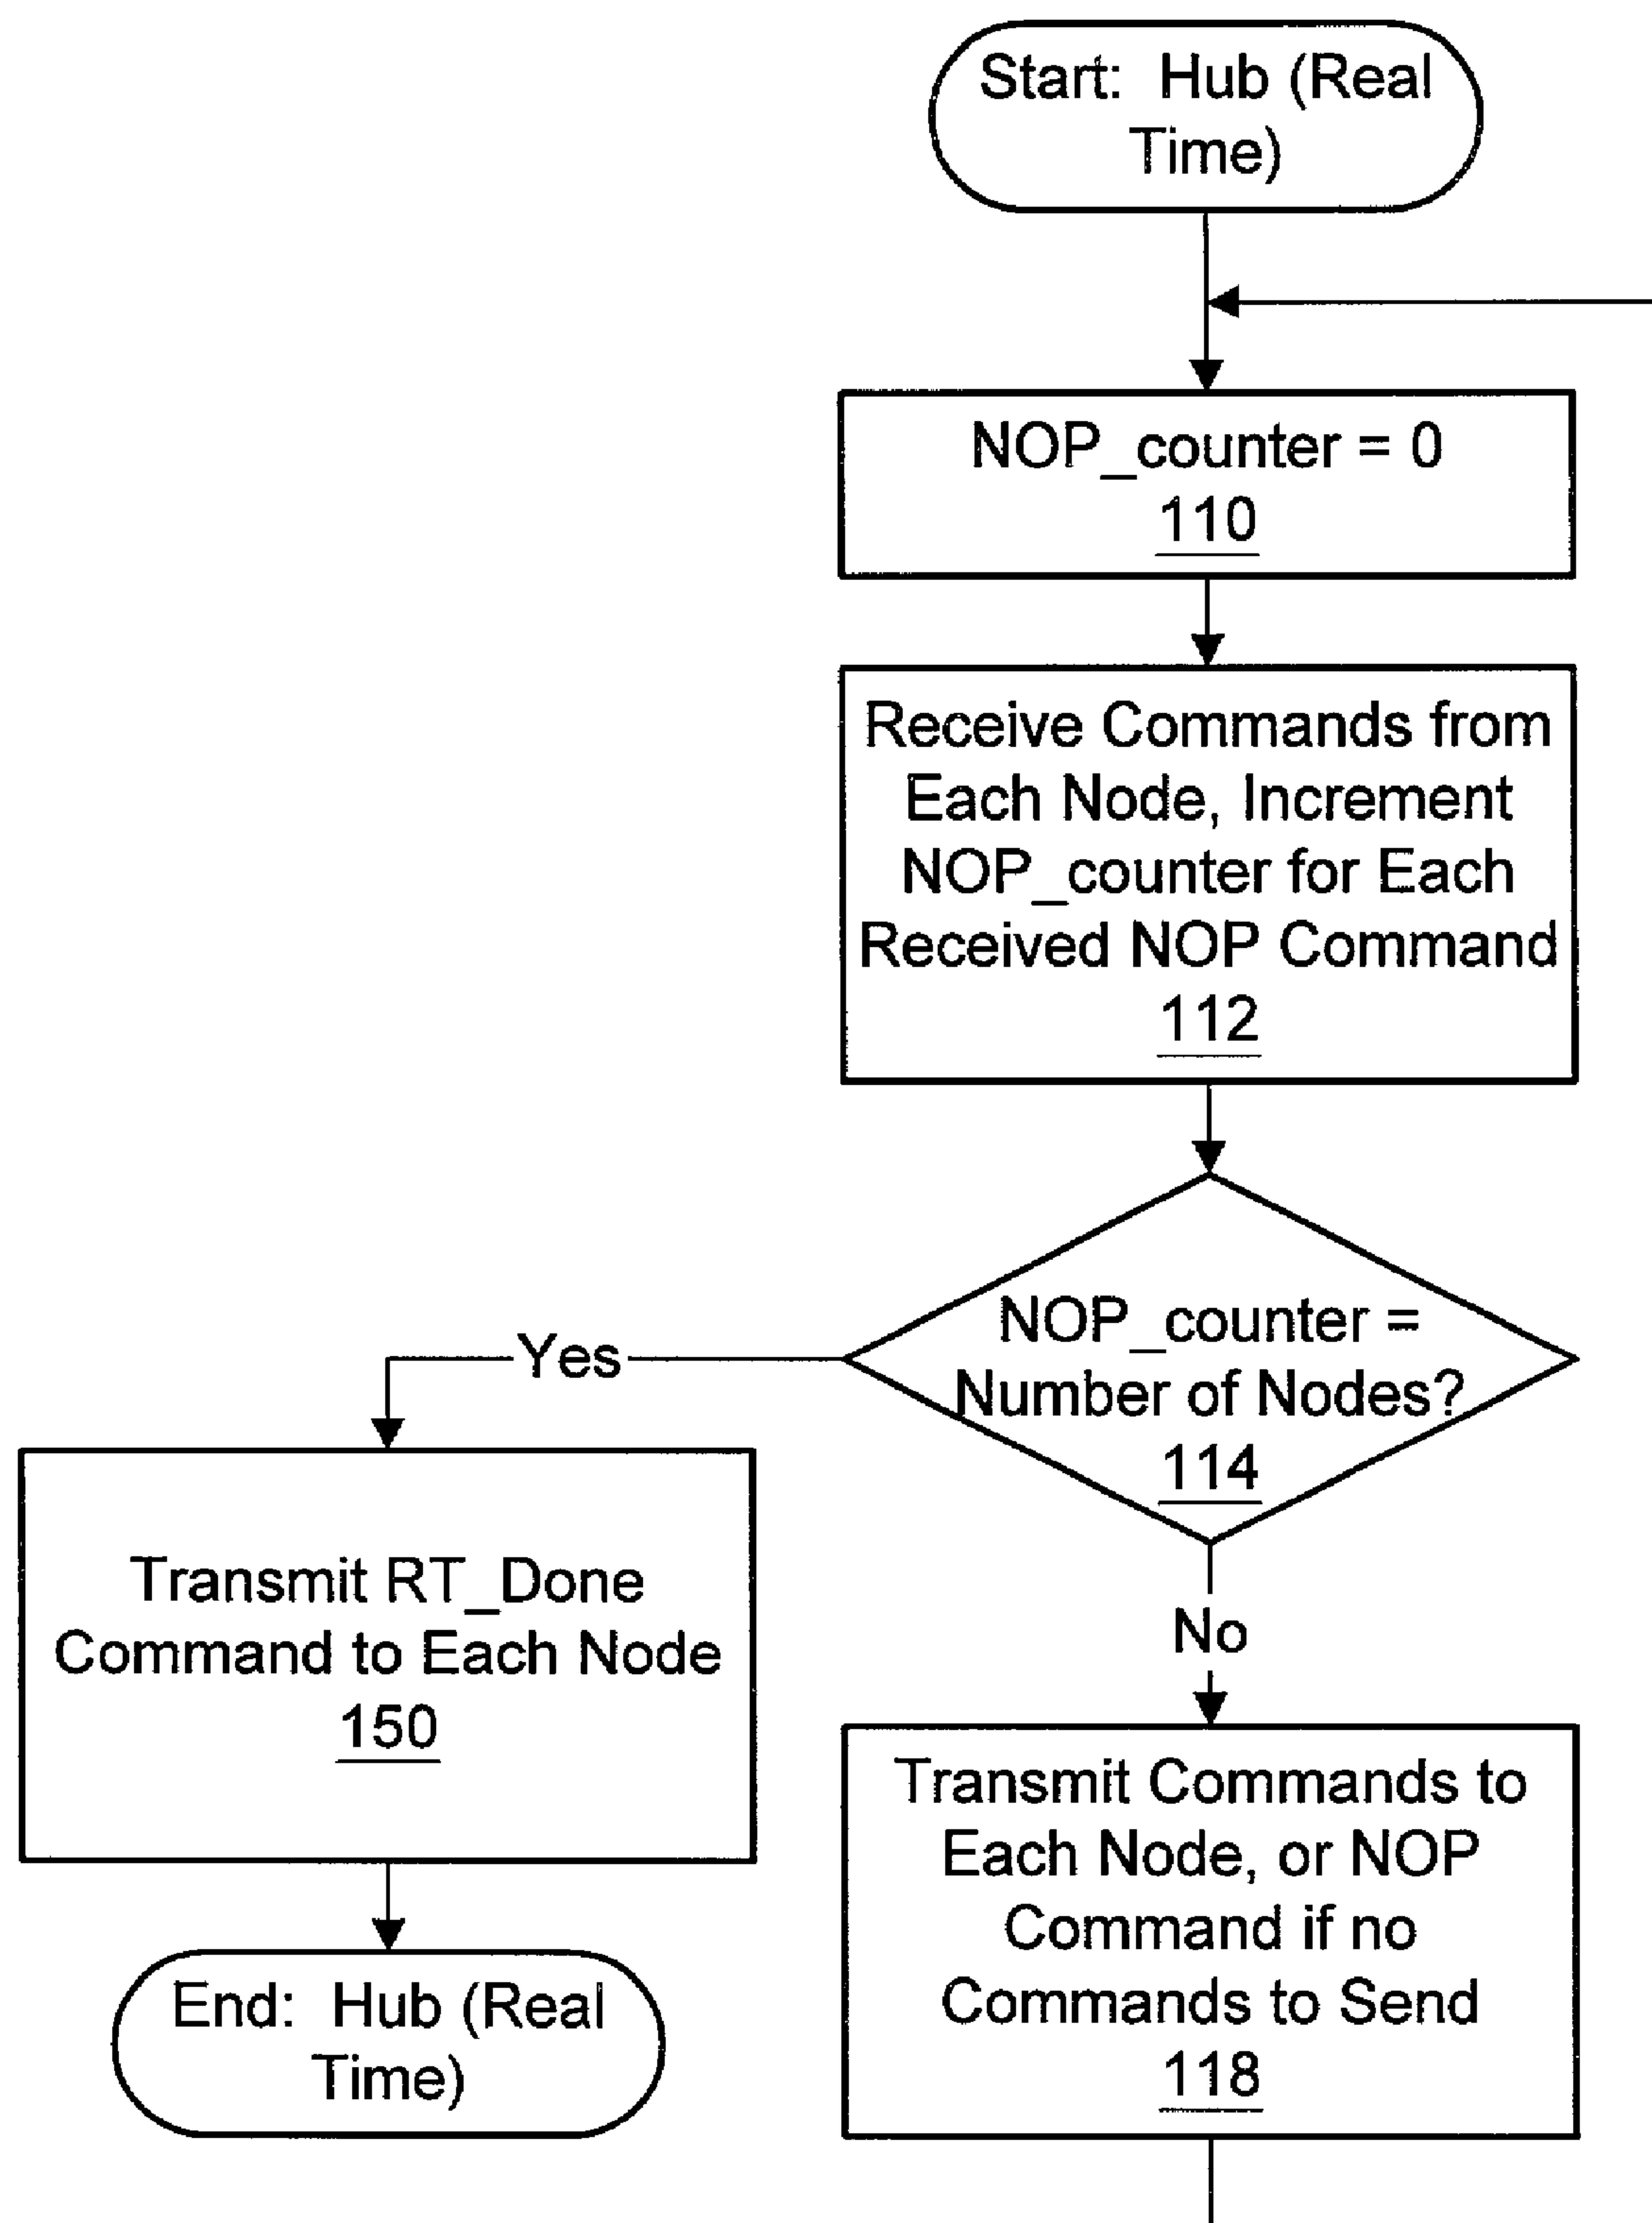 Start: Hub (Real
Time)
NOP_counter = 0
110
Receive Commands from
Each Node, Increment
NOP_counter for Each
Received NOP Command
112
NOP_counter =
Number of Nodes?
114
Yes
Transmit RT_Done
Command to Each Node
150
End: Hub (Real
Time)
No
Transmit Commands to
Each Node, or NOP
Command if no
Commands to Send
118